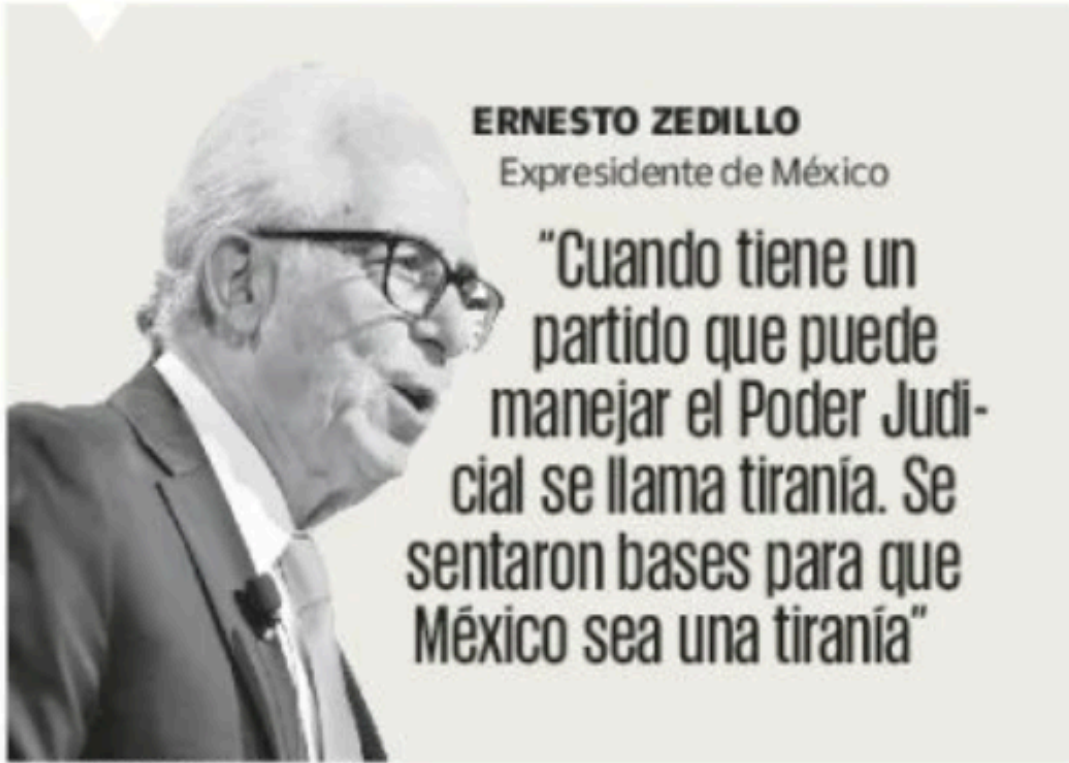 ERNESTO ZEDILLO
Expresidente de México
“Cuando tiene un
partido que puede
manejar el Poder Judi-
cial se llama tiranía. Se
sentaron bases para que
México sea una tiranía”